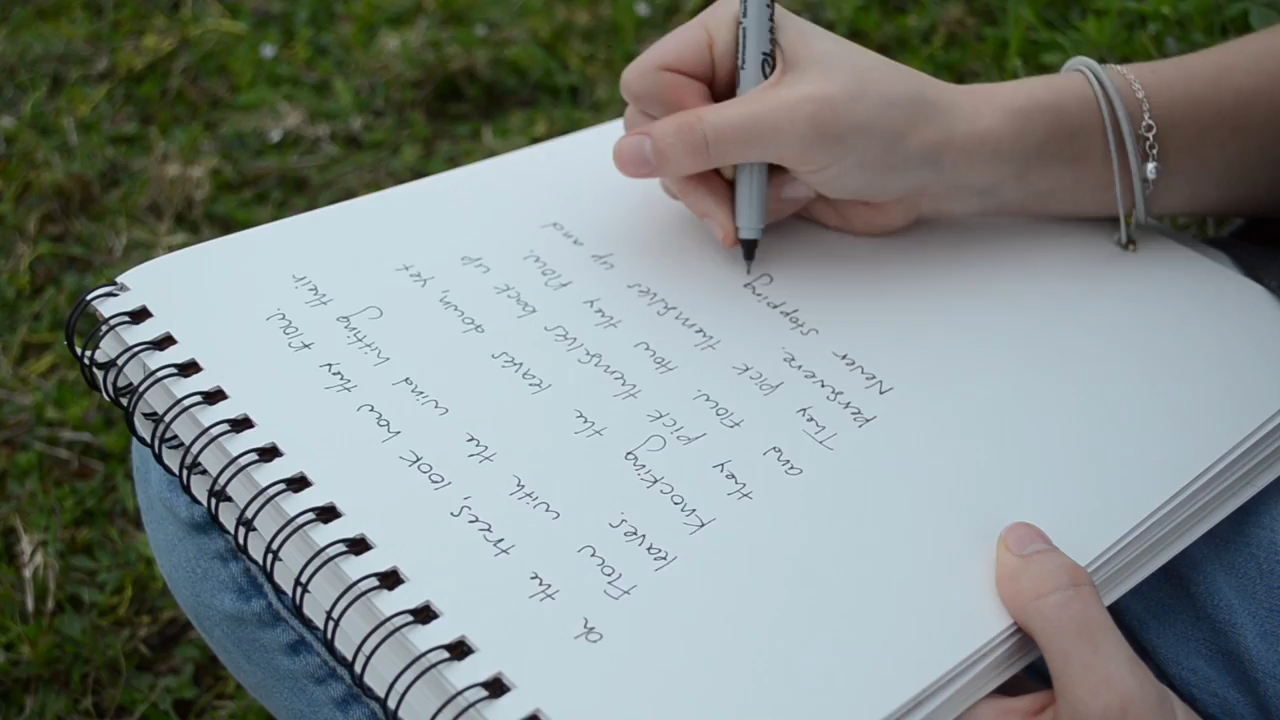 Oh the trees, look how they flow.
Flow with the wind hitting their
leaves.
Knocking the leaves down, yet
they pick themselves back up
and flow. How they flow.
They pick themselves up and
persevere.
Never stopping